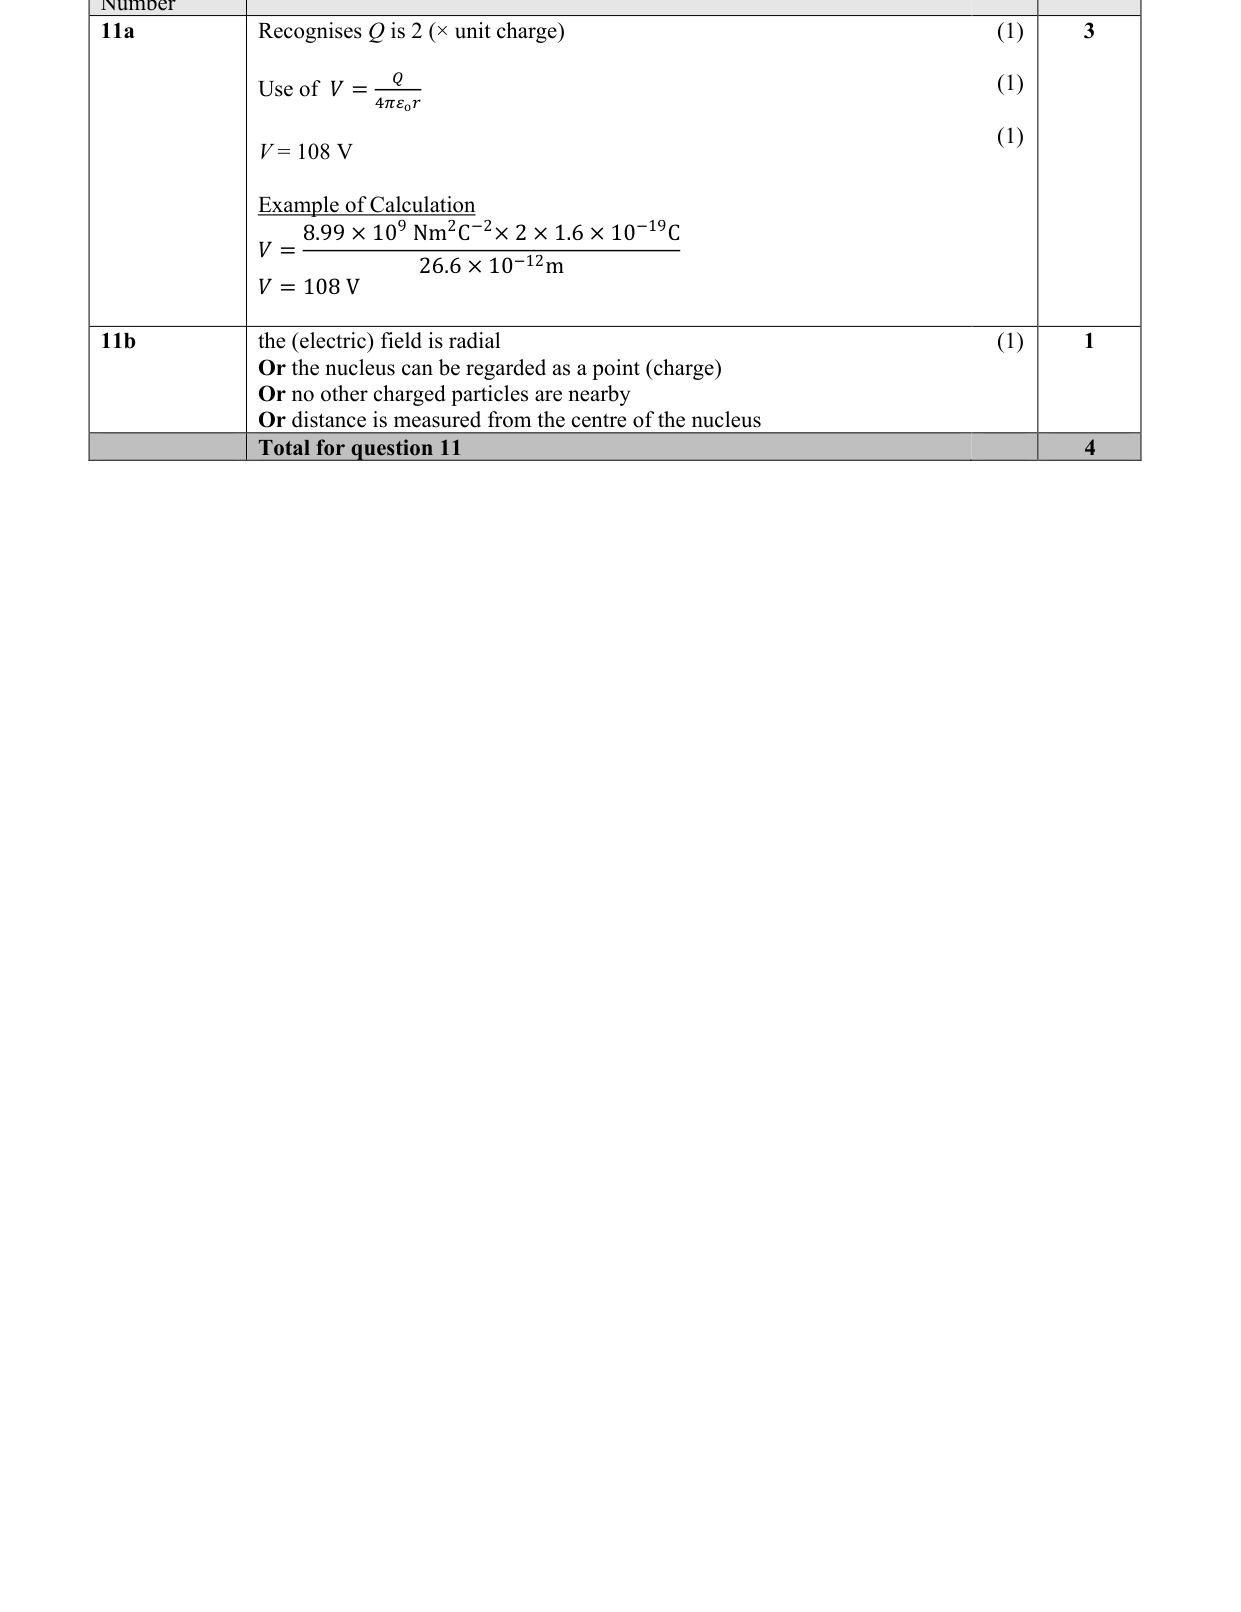 Number
11a Recognises Q is 2 (× unit charge) (1) 3
Use of V = Q / 4πε₀r (1)
(1)
V = 108 V
Example of Calculation
V = 8.99 × 10⁹ Nm²C⁻² × 2 × 1.6 × 10⁻¹⁹C / 26.6 × 10⁻¹²m
V = 108 V
11b the (electric) field is radial (1) 1
Or the nucleus can be regarded as a point (charge)
Or no other charged particles are nearby
Or distance is measured from the centre of the nucleus
Total for question 11 4